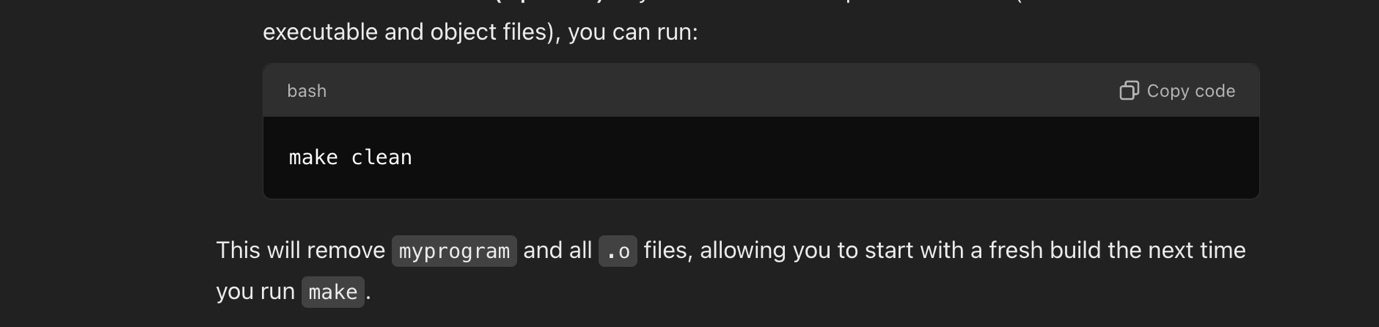 executable and object files), you can run:
bash
Copy code
make clean
This will remove myprogram and all .o files, allowing you to start with a fresh build the next time
you run make.